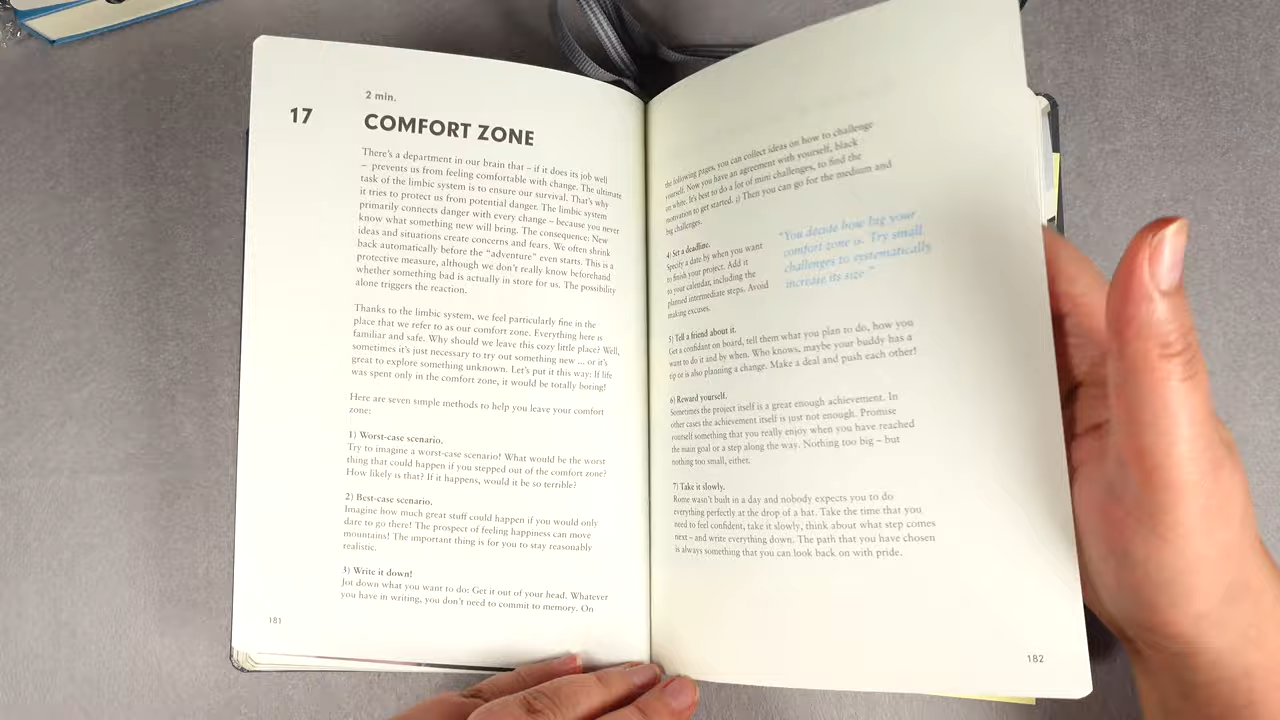 2 min.
17
COMFORT ZONE
There's a department in our brain that – if it does its job well
– prevents us from feeling comfortable with change. The ultimate
task of the limbic system is to ensure our survival. That's why
it tries to protect us from potential danger. The limbic system
primarily connects danger with every change – because you never
know what something new will bring. The consequence: New
ideas and situations create concerns and fears. We often shrink
back automatically before the "adventure" even starts. This is a
protective measure, although we don't really know beforehand
whether something bad is actually in store for us. The possibility
alone triggers the reaction.
Thanks to the limbic system, we feel particularly fine in the
place that we refer to as our comfort zone. Everything here is
familiar and safe. Why should we leave this cozy little place? Well,
sometimes it's just necessary to try out something new ... or it's
great to explore something unknown. Let's put it this way: If life
was spent only in the comfort zone, it would be totally boring!
Here are seven simple methods to help you leave your comfort
zone:
1) Worst-case scenario.
Try to imagine a worst-case scenario! What would be the worst
thing that could happen if you stepped out of the comfort zone?
How likely is that? If it happens, would it be so terrible?
2) Best-case scenario.
Imagine how much great stuff could happen if you would only
dare to go there! The prospect of feeling happiness can move
mountains! The important thing is for you to stay reasonably
realistic.
3) Write it down!
Jot down what you want to do: Get it out of your head. Whatever
you have in writing, you don't need to commit to memory. On
181
the following pages, you can collect ideas on how to challenge
yourself. Now you have an agreement with yourself, black
on white. It's best to do a lot of mini challenges, to find the
motivation to get started. ;) Then you can go for the medium and
big challenges.
4) Set a deadline.
Specify a date by when you want
to finish your project. Add it
to your calendar, including the
planned intermediate steps. Avoid
making excuses.
"You decide how big your
comfort zone is. Try small
challenges to systematically
increase its size."
5) Tell a friend about it.
Get a confidant on board, tell them what you plan to do, how you
want to do it and by when. Who knows, maybe your buddy has a
tip or is also planning a change. Make a deal and push each other!
6) Reward yourself.
Sometimes the project itself is a great enough achievement. In
other cases the achievement itself is just not enough. Promise
yourself something that you really enjoy when you have reached
the main goal or a step along the way. Nothing too big – but
nothing too small, either.
7) Take it slowly.
Rome wasn't built in a day and nobody expects you to do
everything perfectly at the drop of a hat. Take the time that you
need to feel confident, take it slowly, think about what step comes
next – and write everything down. The path that you have chosen
is always something that you can look back on with pride.
182